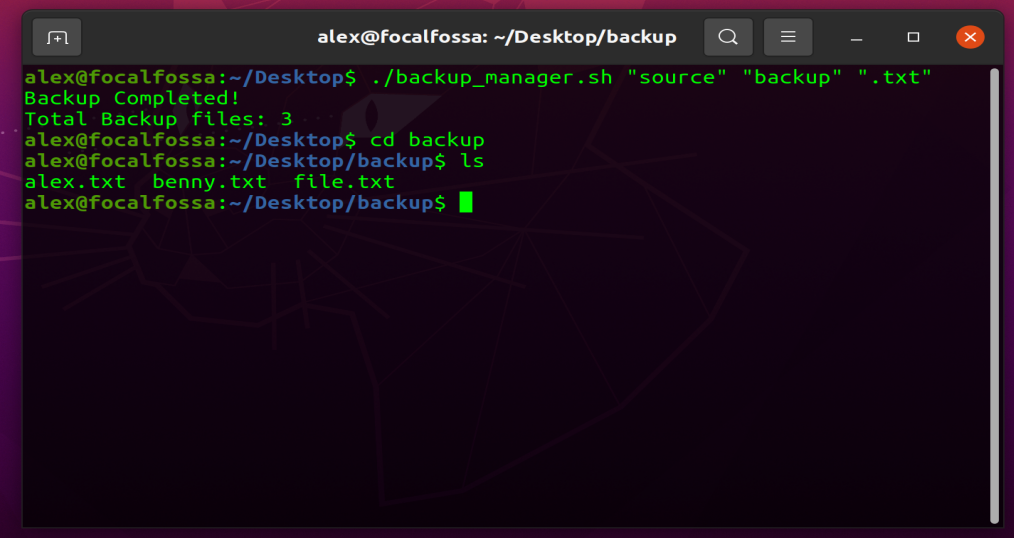 alex@focalfossa: ~/Desktop/backup
alex@focalfossa:~/Desktop$ ./backup_manager.sh "source" "backup" ".txt"
Backup Completed!
Total Backup files: 3
alex@focalfossa:~/Desktop$ cd backup
alex@focalfossa:~/Desktop/backup$ ls
alex.txt  benny.txt  file.txt
alex@focalfossa:~/Desktop/backup$